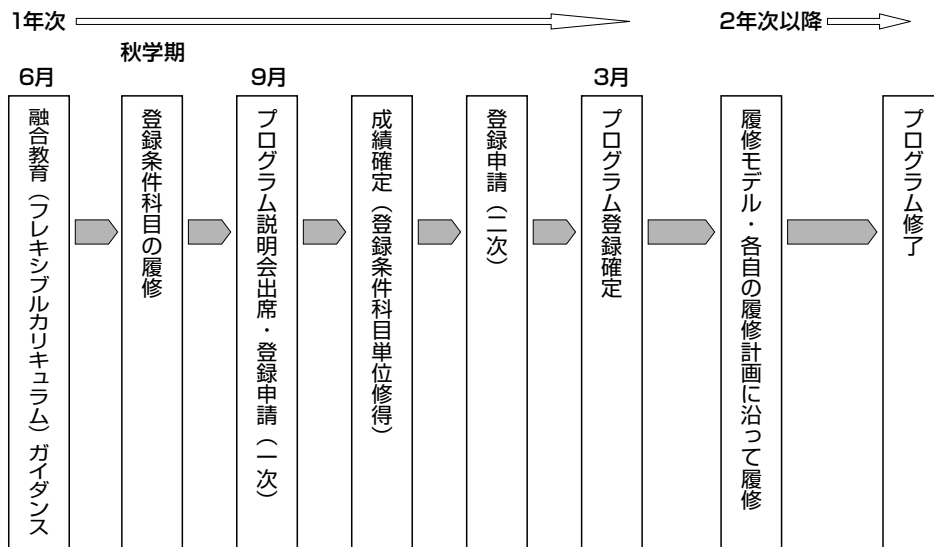 1年次
2年次以降
秋学期
6月
9月
3月
融合教育（フレキシブルカリキュラム）ガイダンス
登録条件科目の履修
プログラム説明会出席・登録申請（一次）
成績確定（登録条件科目単位修得）
登録申請（二次）
プログラム登録確定
履修モデル・各自の履修計画に沿って履修
プログラム修了